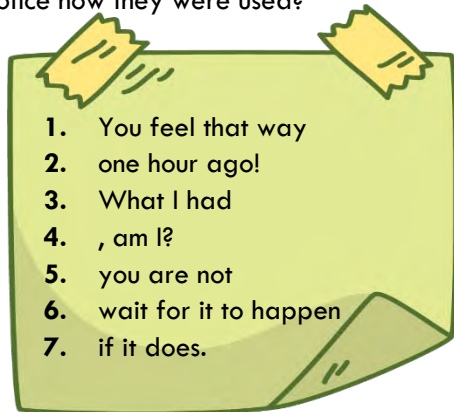 otice how they were used?
1. You feel that way
2. one hour ago!
3. What I had
4. , am I?
5. you are not
6. wait for it to happen
7. if it does.